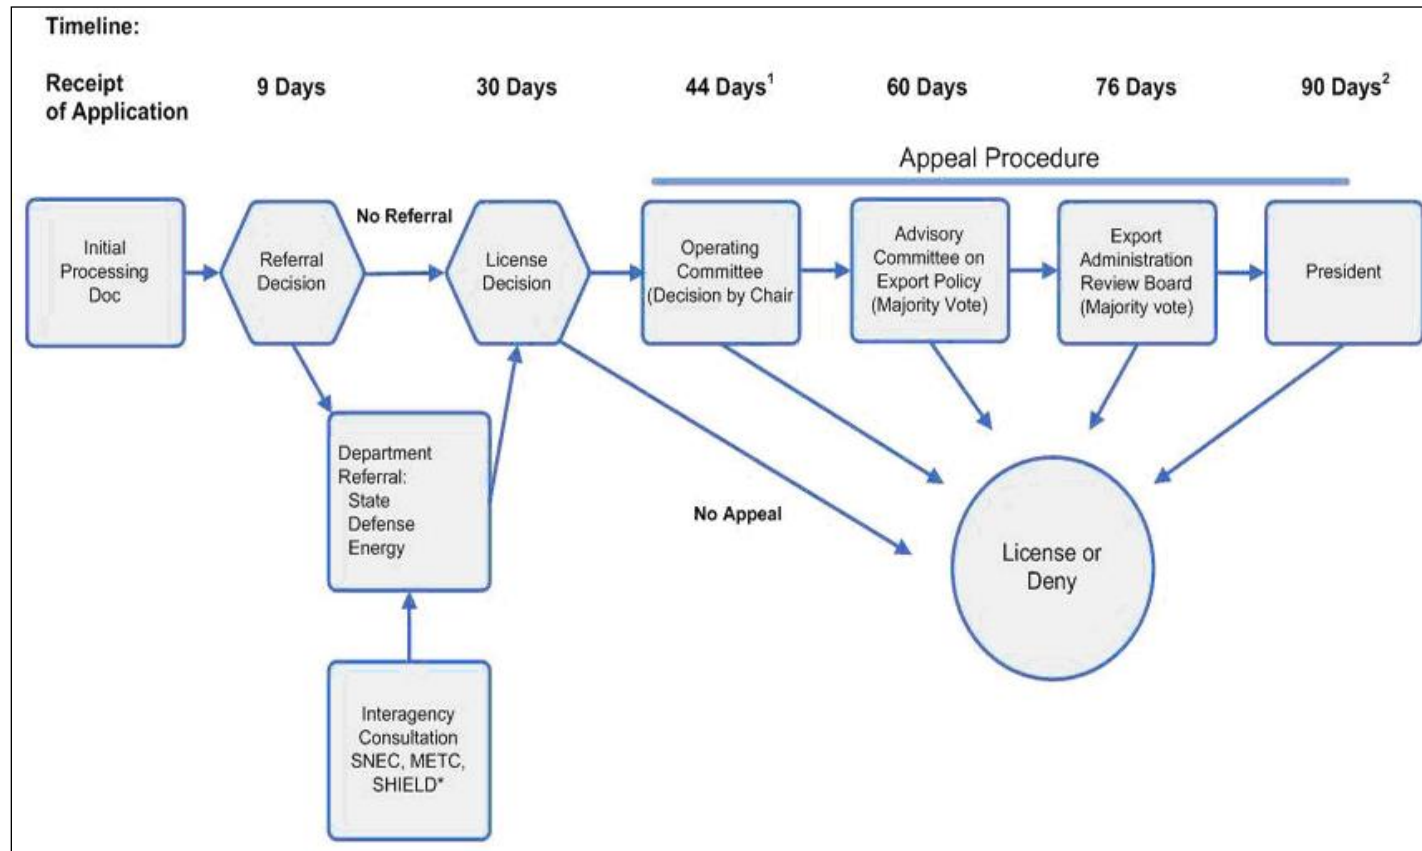 Timeline:
Receipt
of Application
9 Days
30 Days
44 Days¹
60 Days
76 Days
90 Days²
Appeal Procedure
Initial
Processing
Doc
Referral
Decision
No Referral
License
Decision
Operating
Committee
(Decision by Chair
Advisory
Committee on
Export Policy
(Majority Vote)
Export
Administration
Review Board
(Majority vote)
President
Department
Referral:
State
Defense
Energy
No Appeal
License or
Deny
Interagency
Consultation
SNEC, METC,
SHIELD*